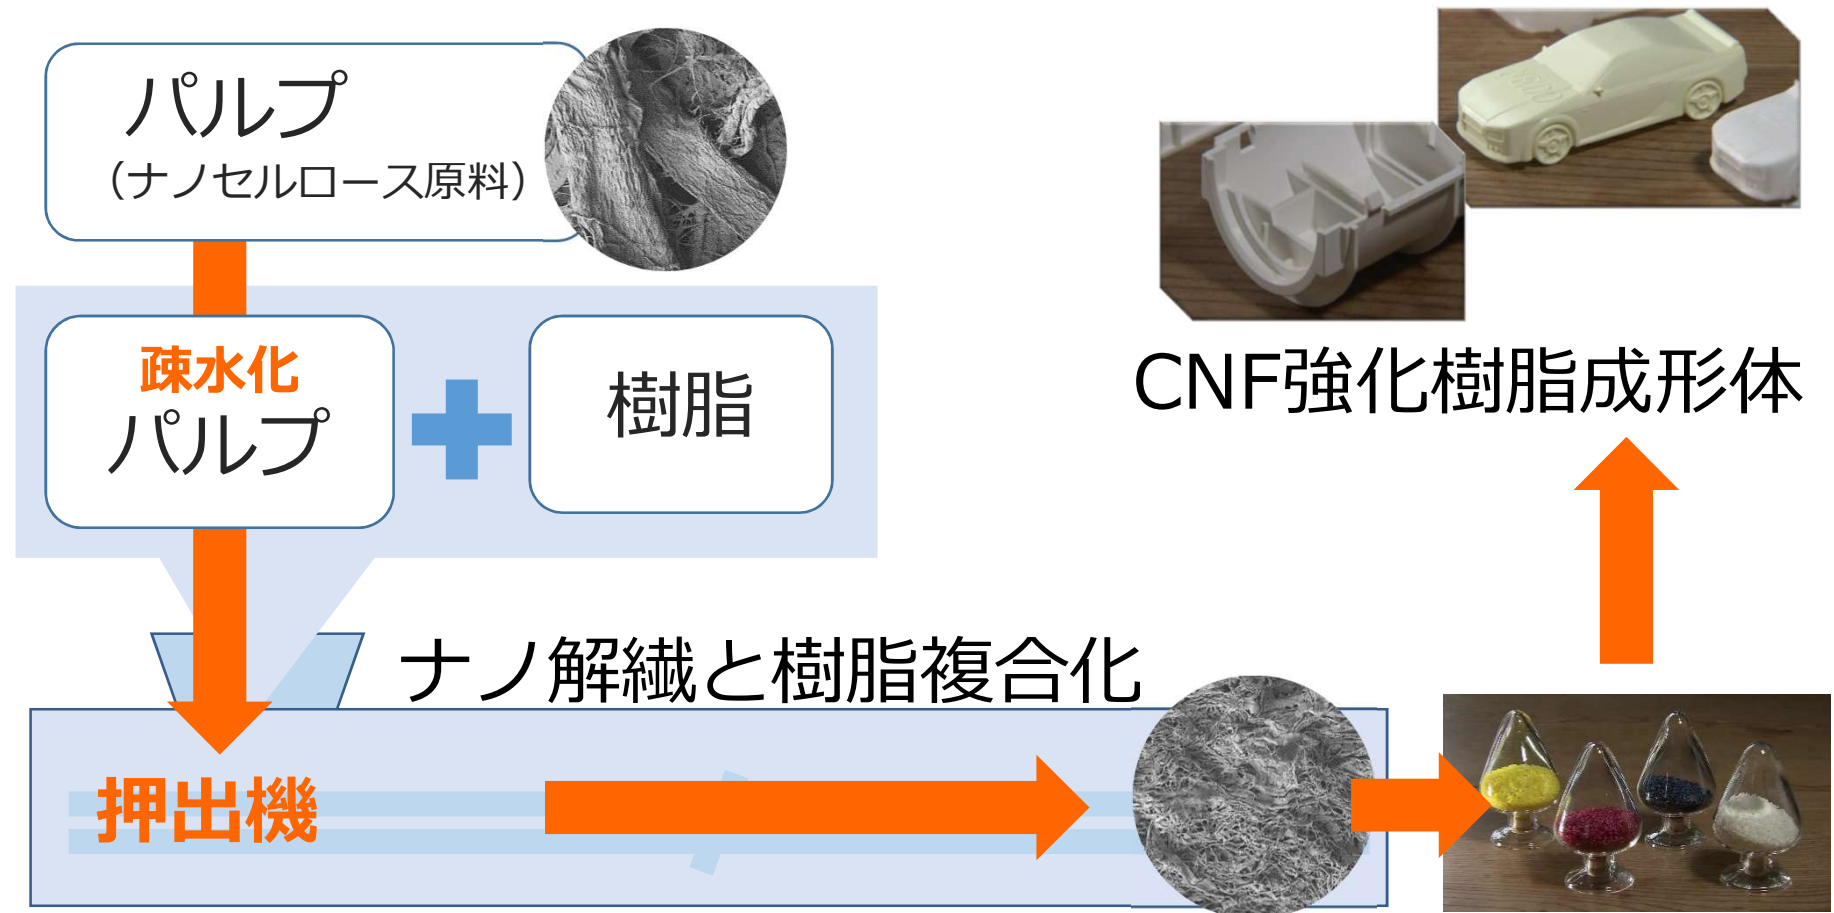 パルプ
（ナノセルロース原料）
疎水化
パルプ
樹脂
CNF強化樹脂成形体
ナノ解繊と樹脂複合化
押出機